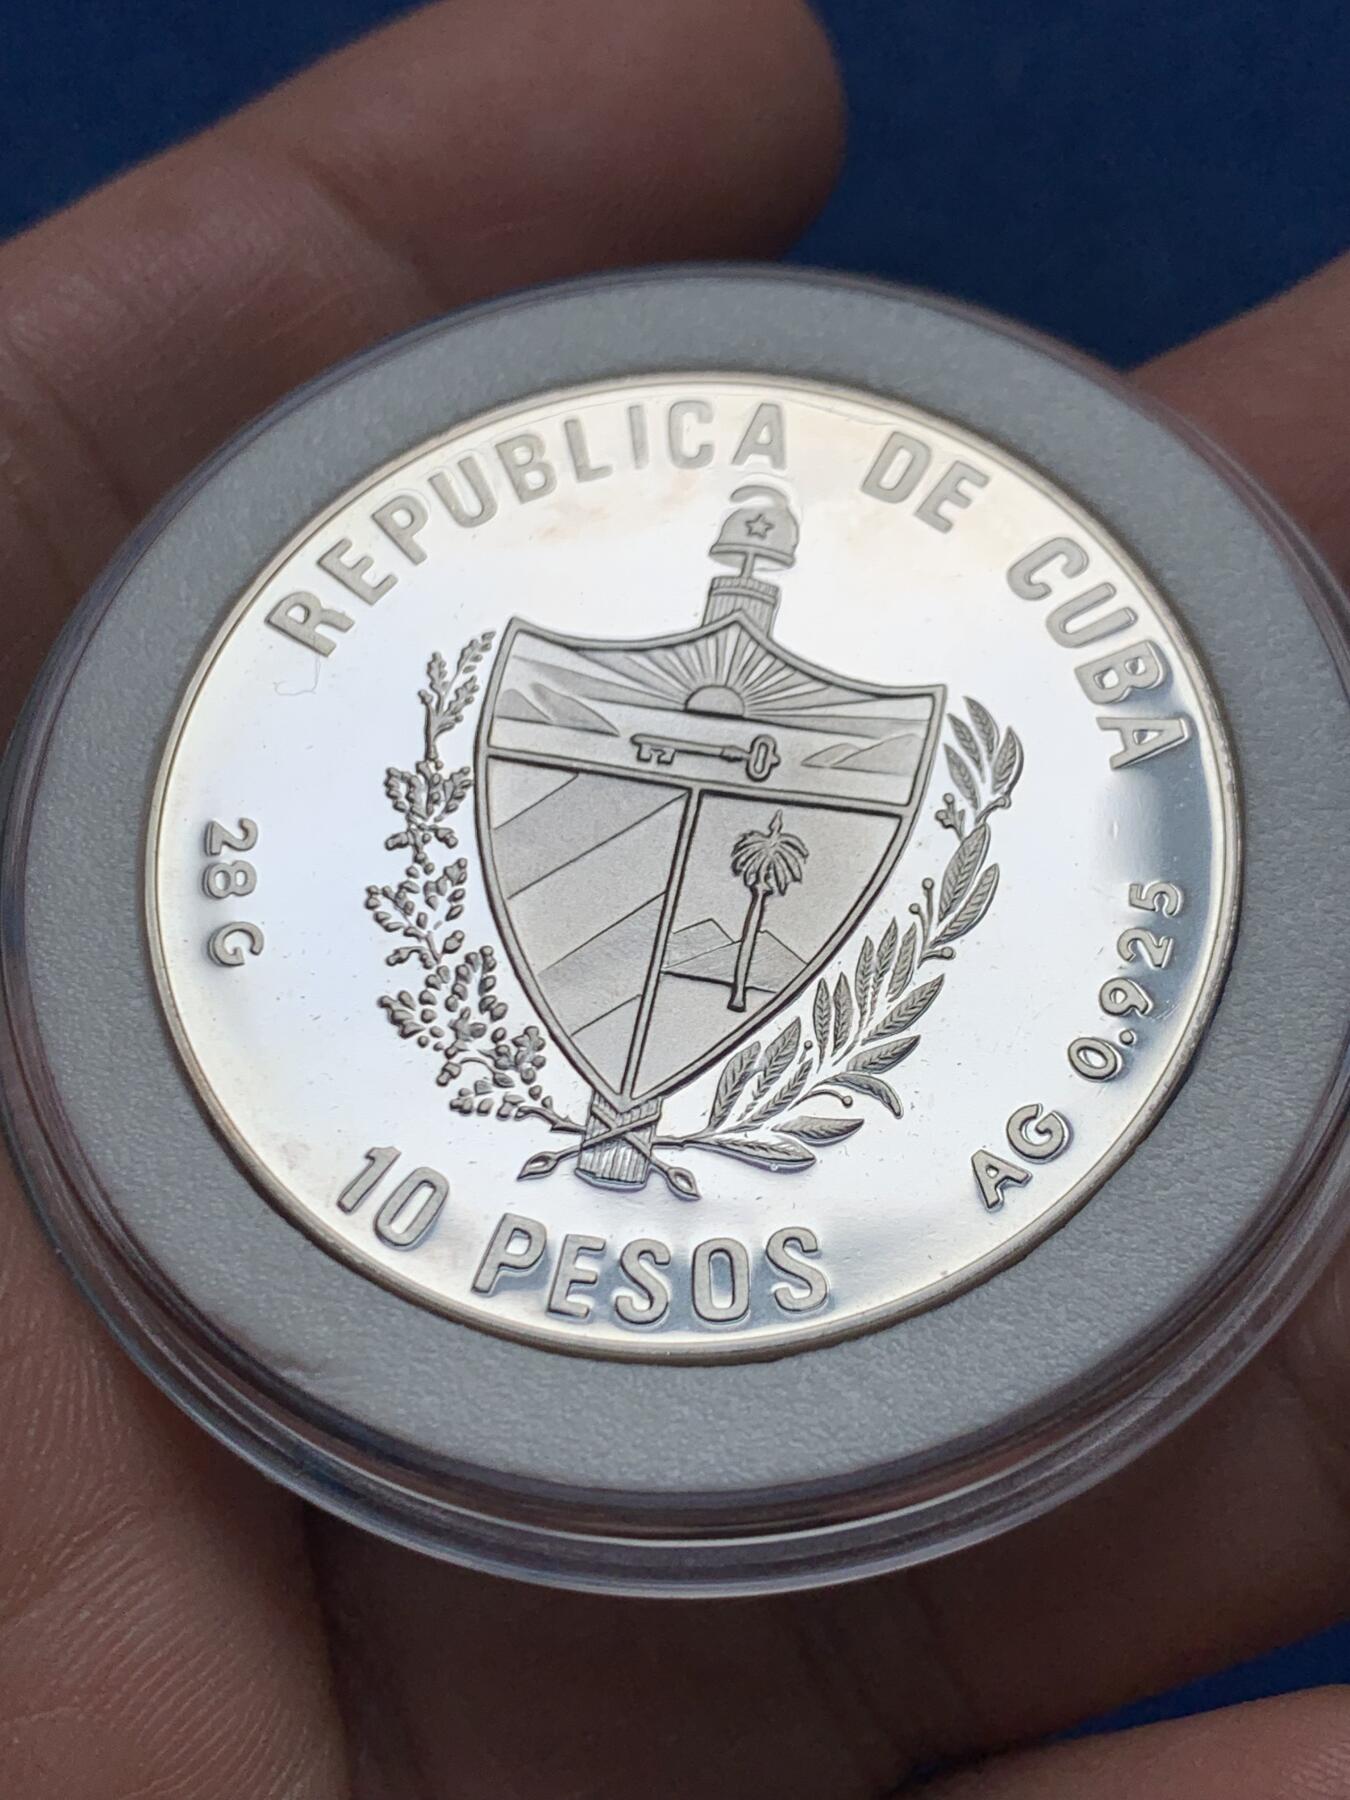 REPUBLICA DE CUBA
28 G
AG 0.925
10 PESOS